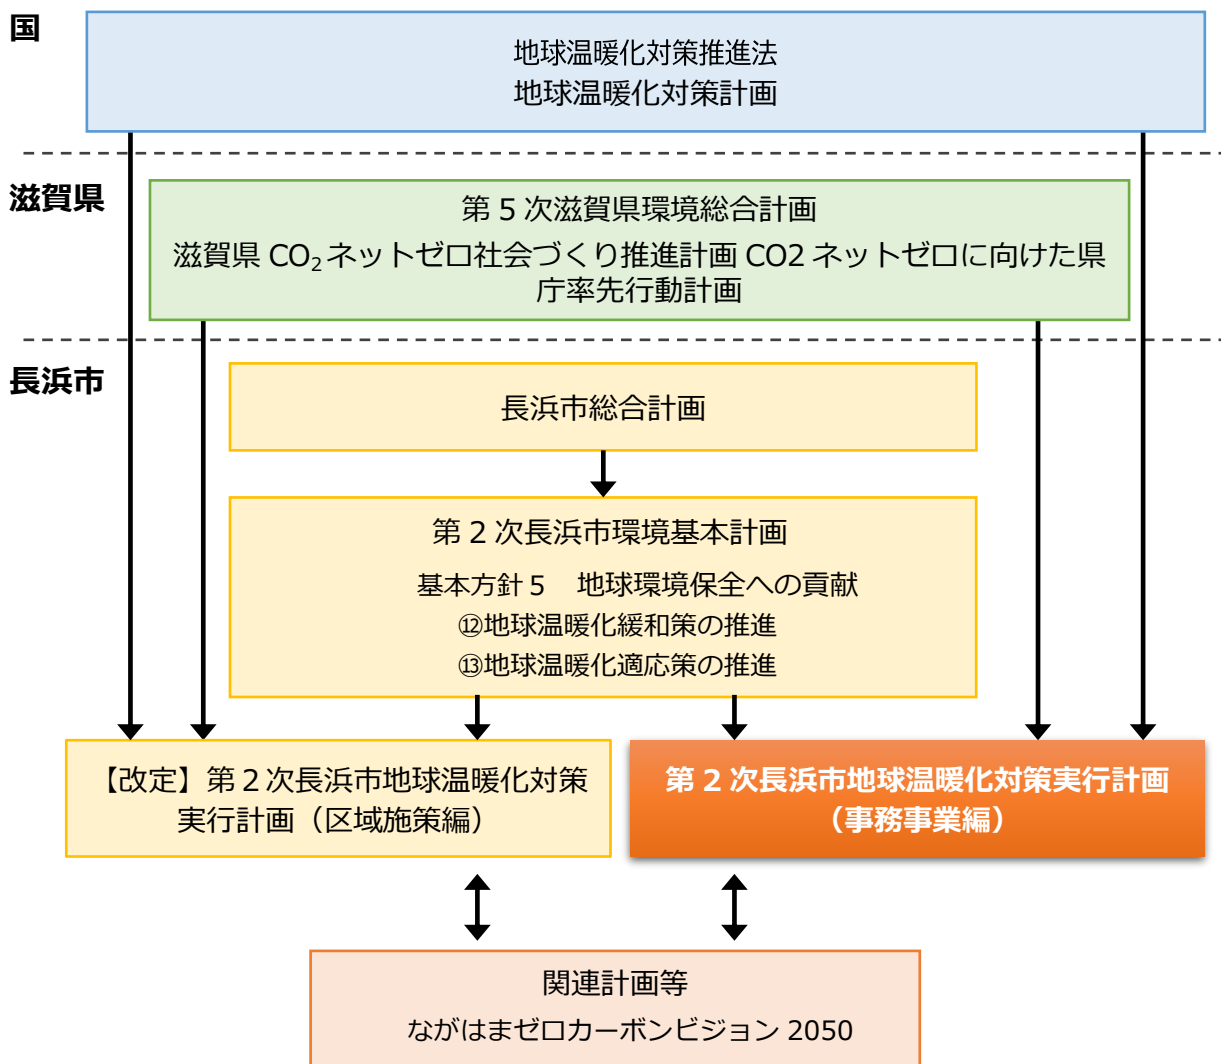 国
地球温暖化対策推進法
地球温暖化対策計画
滋賀県
第5次滋賀県環境総合計画
滋賀県 CO₂ネットゼロ社会づくり推進計画 CO2 ネットゼロに向けた県
庁率先行動計画
長浜市
長浜市総合計画
第2次長浜市環境基本計画
基本方針5　地球環境保全への貢献
⑫地球温暖化緩和策の推進
⑬地球温暖化適応策の推進
【改定】第2次長浜市地球温暖化対策
実行計画（区域施策編）
第2次長浜市地球温暖化対策実行計画
（事務事業編）
関連計画等
ながはまゼロカーボンビジョン 2050